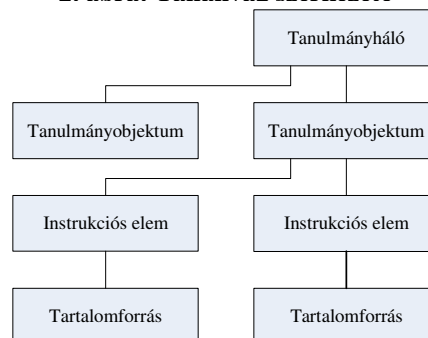 Tanulmányháló
Tanulmányobjektum
Tanulmányobjektum
Instrukciós elem
Instrukciós elem
Tartalomforrás
Tartalomforrás